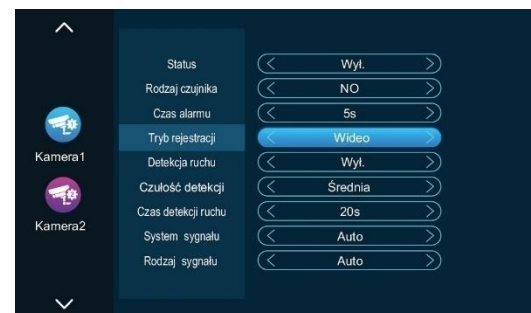 Status Wył.
Rodzaj czujnika NO
Czas alarmu 5s
Tryb rejestracji Wideo
Kamera1
Detekcja ruchu Wył.
Czułość detekcji Średnia
Czas detekcji ruchu 20s
Kamera2
System sygnału Auto
Rodzaj sygnału Auto